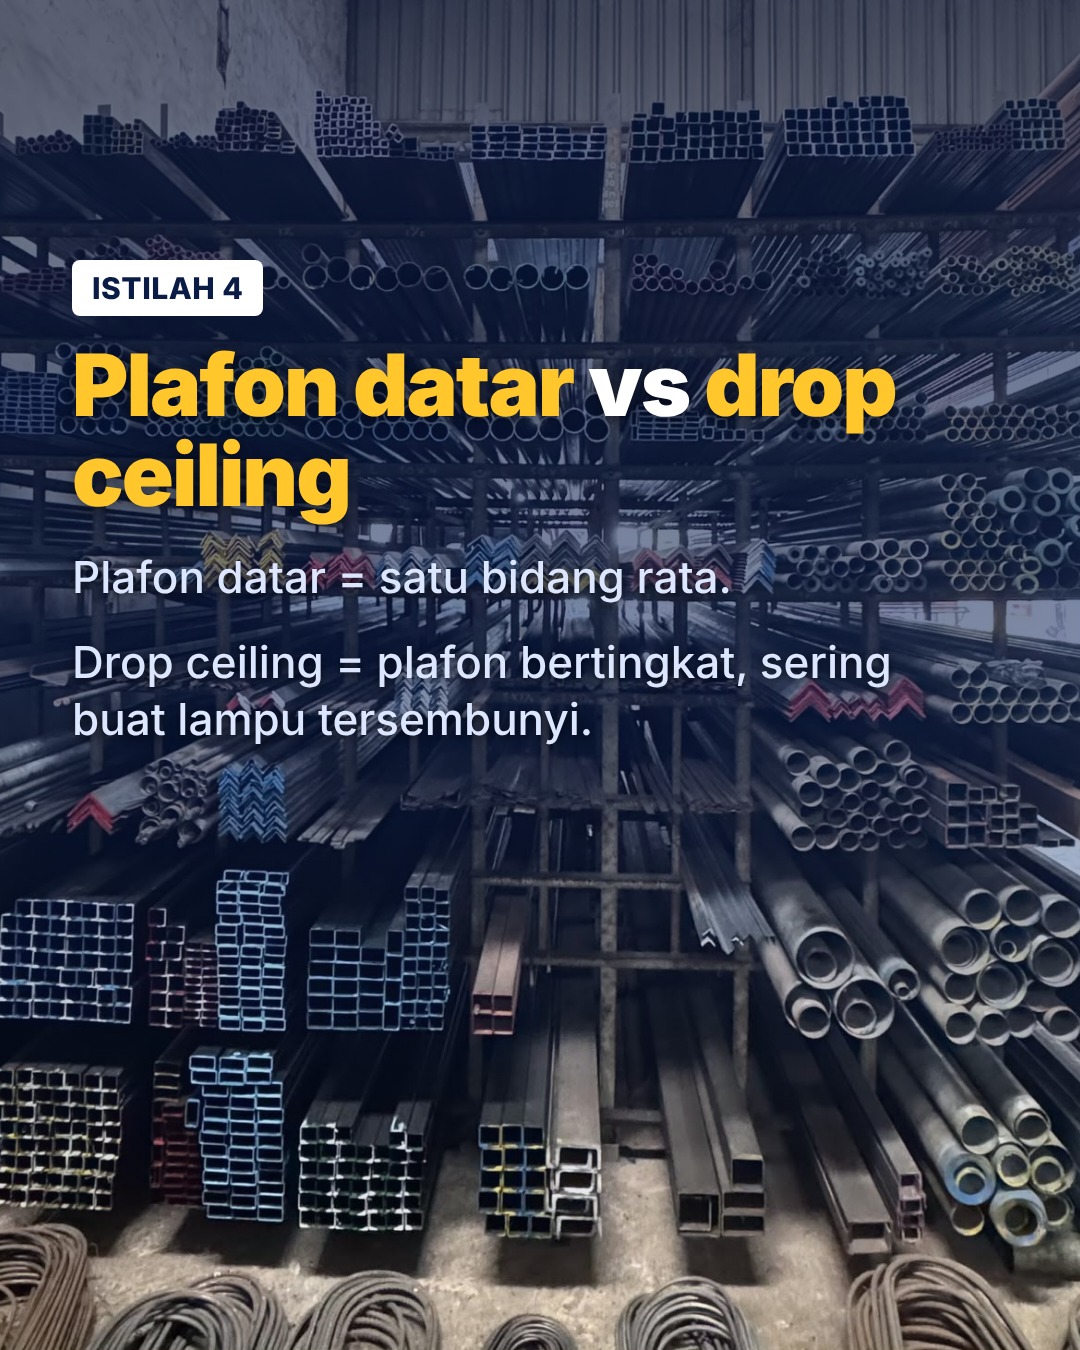 ISTILAH 4
Plafon datar vs drop
ceiling
Plafon datar = satu bidang rata.
Drop ceiling = plafon bertingkat, sering
buat lampu tersembunyi.